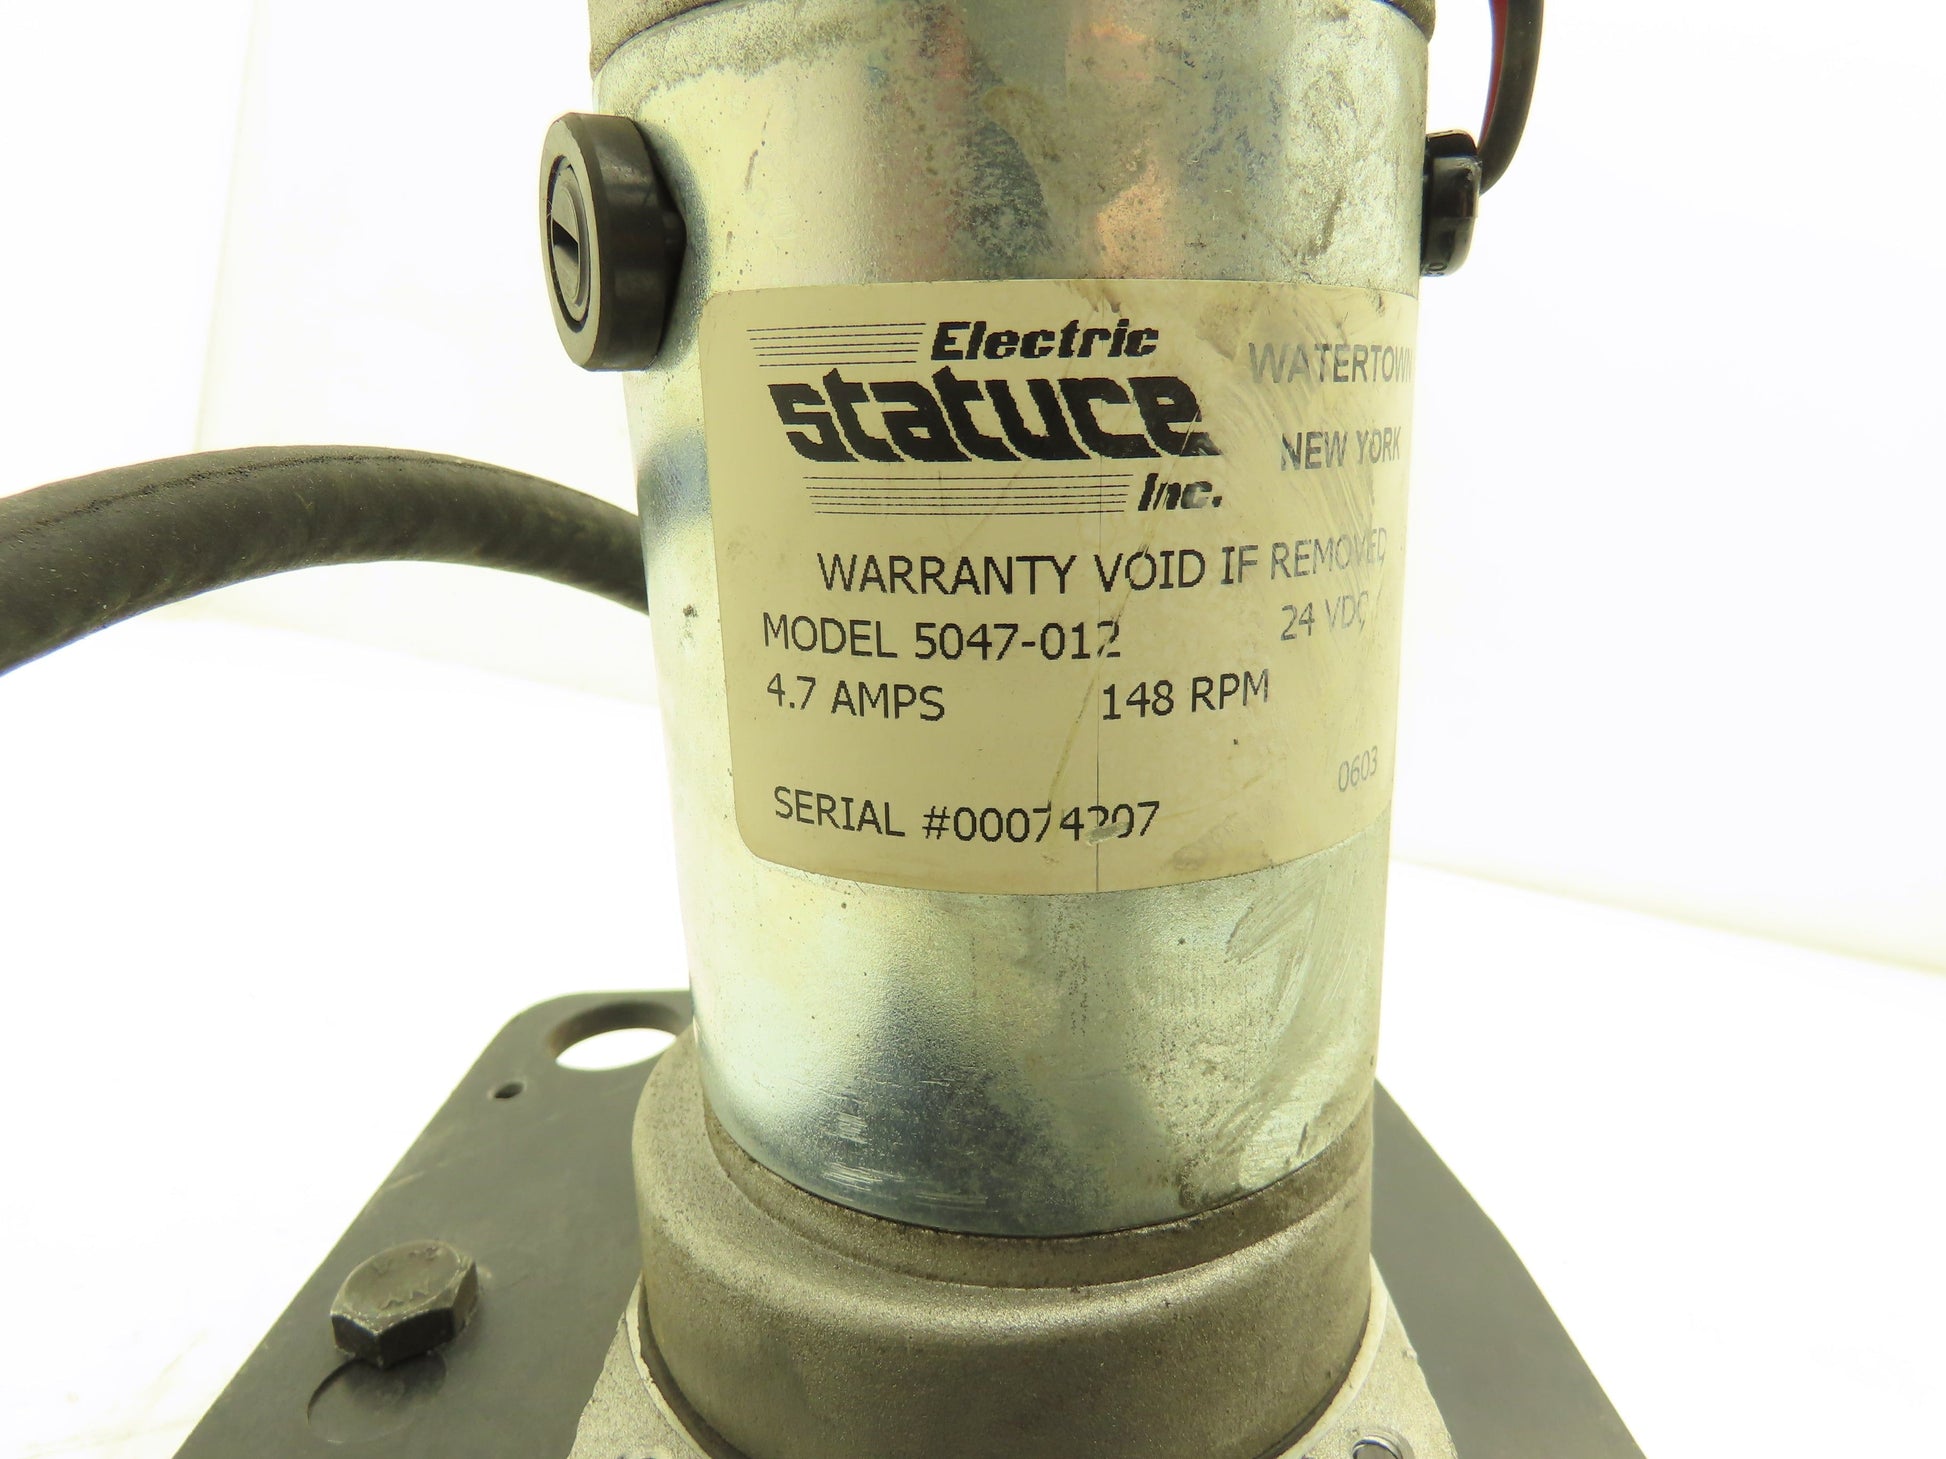 Electric
Statuce
Inc.
WATERTOWN
NEW YORK
WARRANTY VOID IF REMOVED
MODEL 5047-012 24 VDC
4.7 AMPS 148 RPM
0603
SERIAL